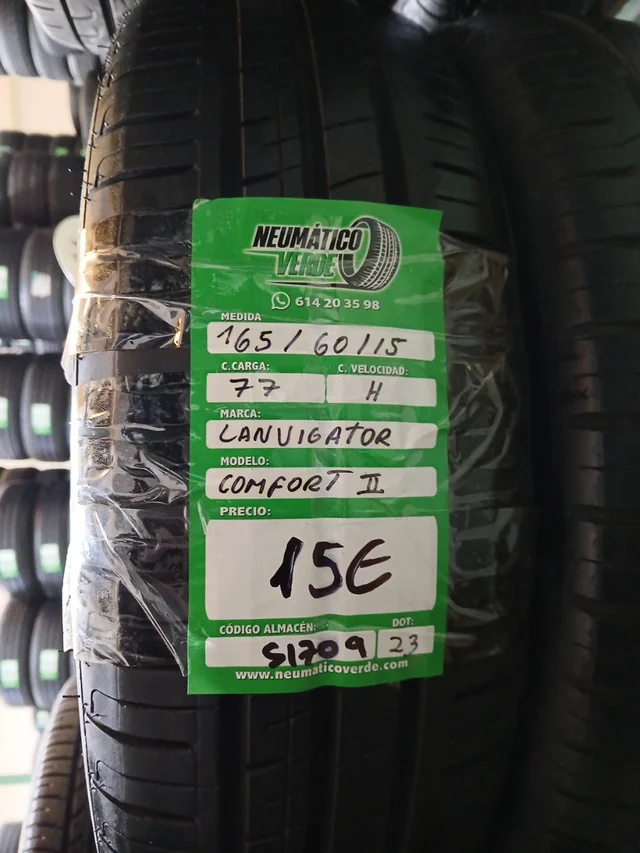 NEUMÁTICO
VERDE
614 20 35 98
MEDIDA
165/60/15
C.CARGA: C. VELOCIDAD:
77 H
MARCA:
LANVIGATOR
MODELO:
COMFORT II
PRECIO:
15€
CÓDIGO ALMACÉN: DOT:
S1709 23
www.neumaticoverde.com